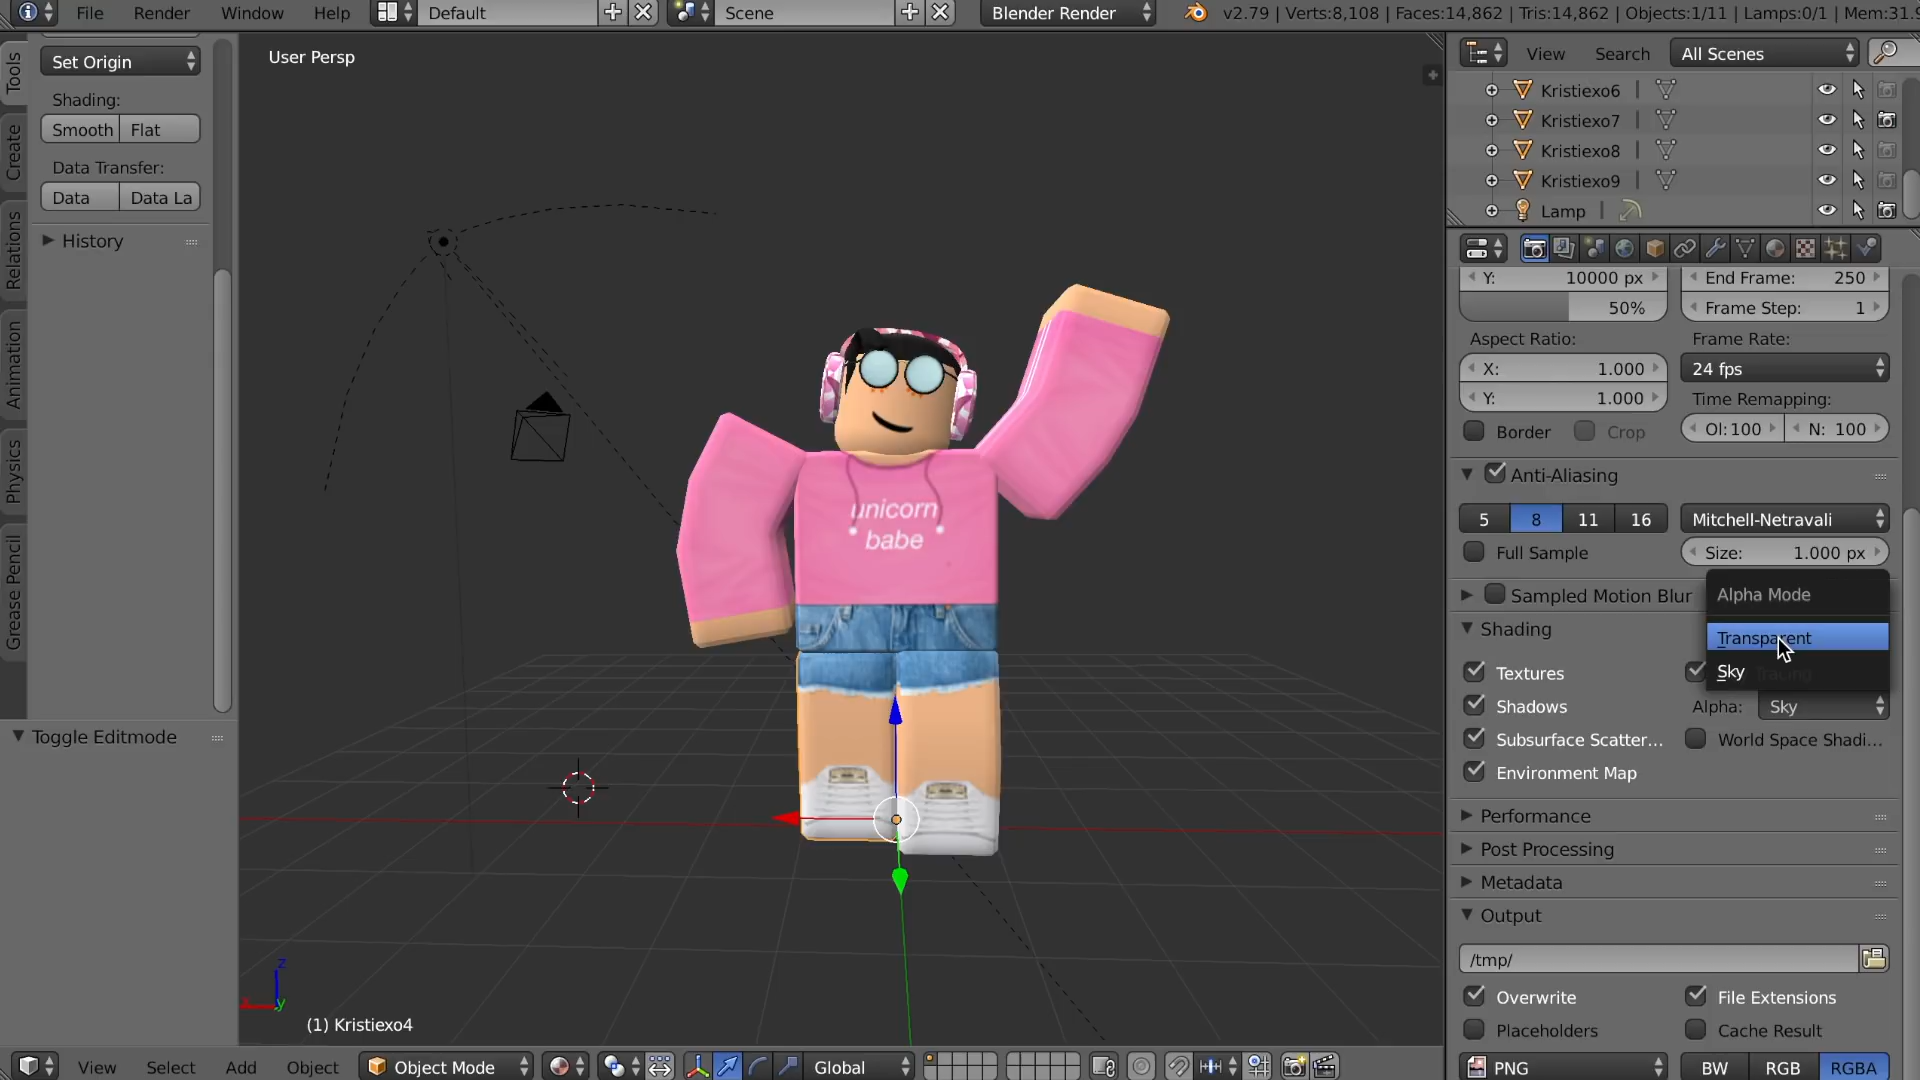 File Render Window Help Default Scene Blender Render v2.79 | Verts:8,108 | Faces:14,862 | Tris:14,862 | Objects:1/11 | Lamps:0/1 | Mem:31.9
Tools
Create
Relations
Animation
Physics
Grease Pencil
Set Origin
Shading:
Smooth Flat
Data Transfer:
Data Data La
History
Toggle Editmode
User Persp
unicorn
babe
z
x y
(1) Kristiexo4
View Select Add Object Object Mode Global
View Search All Scenes
Kristiexo6
Kristiexo7
Kristiexo8
Kristiexo9
Lamp
Y: 10000 px End Frame: 250
50% Frame Step: 1
Aspect Ratio: Frame Rate:
X: 1.000 24 fps
Y: 1.000 Time Remapping:
Border Crop Ol:100 N: 100
Anti-Aliasing
5 8 11 16 Mitchell-Netravali
Full Sample Size: 1.000 px
Sampled Motion Blur Alpha Mode
Shading Transparent
Textures Sky
Shadows Alpha: Sky
Subsurface Scatter... World Space Shadi...
Environment Map
Performance
Post Processing
Metadata
Output
/tmp/
Overwrite File Extensions
Placeholders Cache Result
PNG BW RGB RGBA